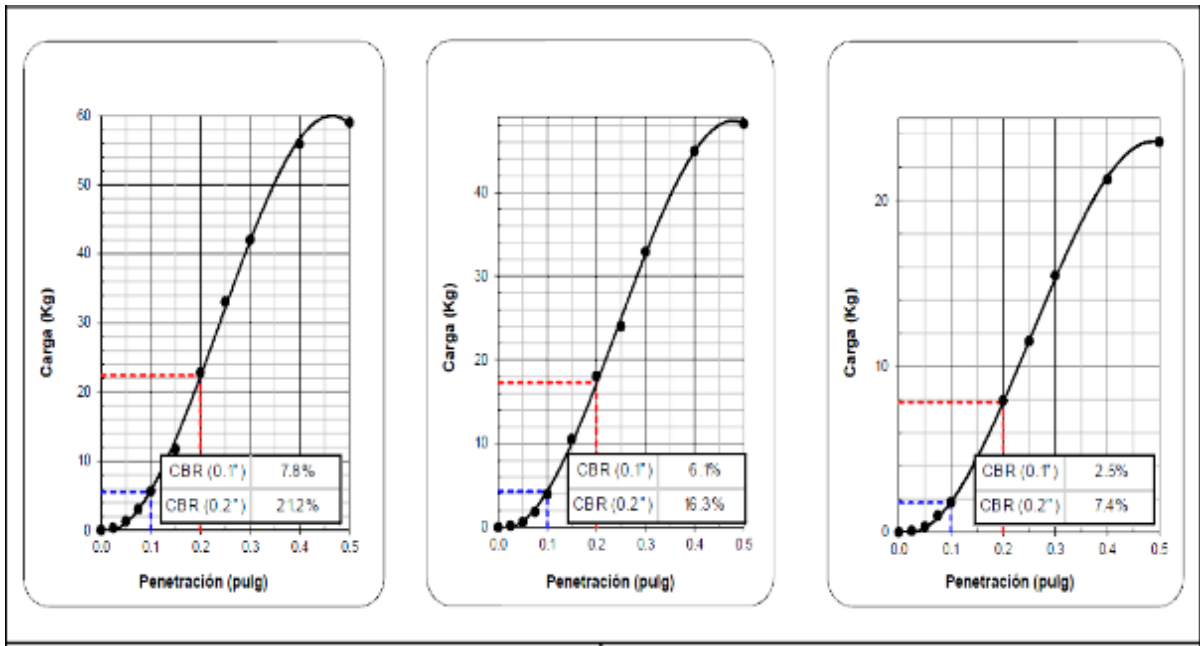 60
50
40
30
20
10
0
Carga (Kg)
CBR (0.1") 7.8%
CBR (0.2") 21.2%
0.0 0.1 0.2 0.3 0.4 0.5
Penetración (pulg)
40
30
20
10
0
Carga (Kg)
CBR (0.1") 6.1%
CBR (0.2") 16.3%
0.0 0.1 0.2 0.3 0.4 0.5
Penetración (pulg)
20
10
0
Carga (Kg)
CBR (0.1") 2.5%
CBR (0.2") 7.4%
0.0 0.1 0.2 0.3 0.4 0.5
Penetración (pulg)